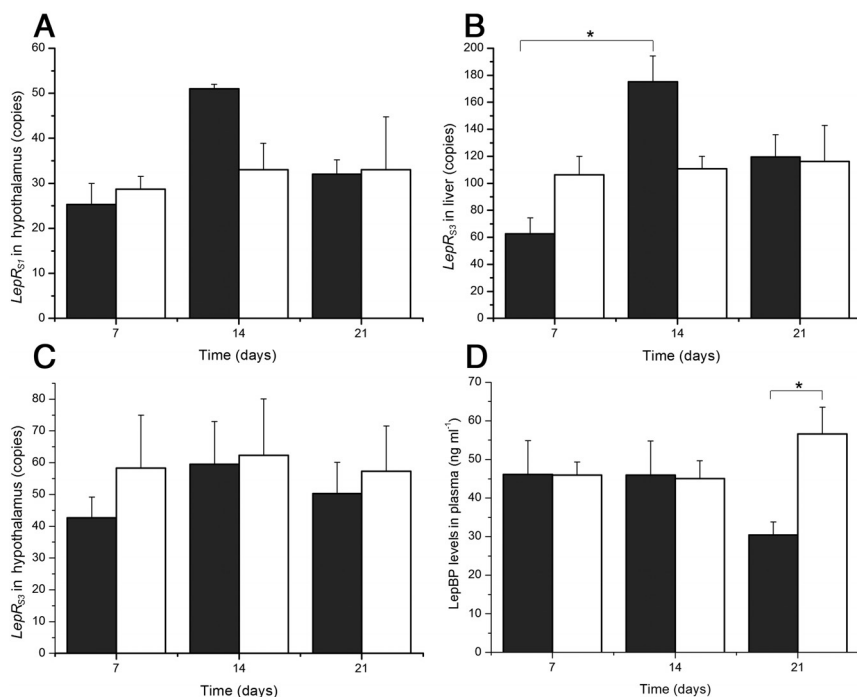 A
60
50
40
30
20
10
0
LepR_S1 in hypothalamus (copies)
7 14 21
Time (days)
B
*
200
180
160
140
120
100
80
60
40
20
0
LepR_S3 in liver (copies)
7 14 21
Time (days)
C
80
70
60
50
40
30
20
10
0
LepR_S3 in hypothalamus (copies)
7 14 21
Time (days)
D
*
70
60
50
40
30
20
10
0
LepBP levels in plasma (ng ml⁻¹)
7 14 21
Time (days)